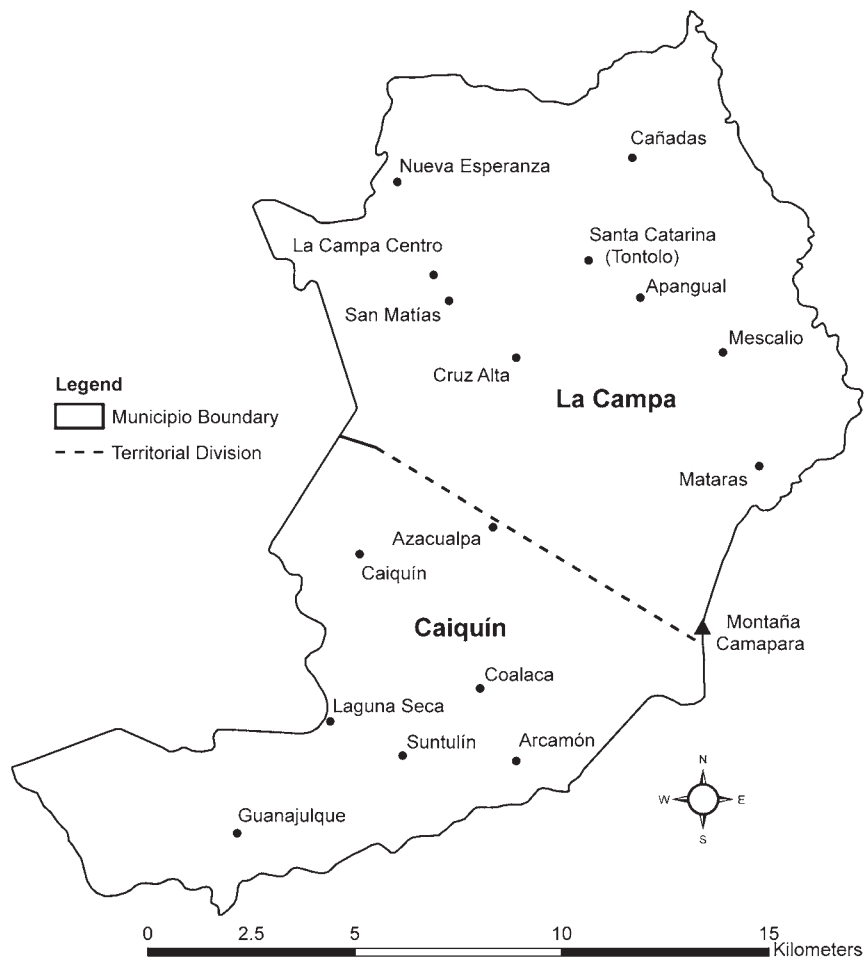 Cañadas
Nueva Esperanza
Santa Catarina
(Tontolo)
La Campa Centro
Apangual
San Matías
Mescalio
Cruz Alta
La Campa
Legend
Municipio Boundary
Territorial Division
Mataras
Azacualpa
Caiquín
Caiquín
Montaña
Camapara
Coalaca
Laguna Seca
Suntulín
Arcamón
N
W
E
S
Guanajulque
0 2.5 5 10 15
Kilometers